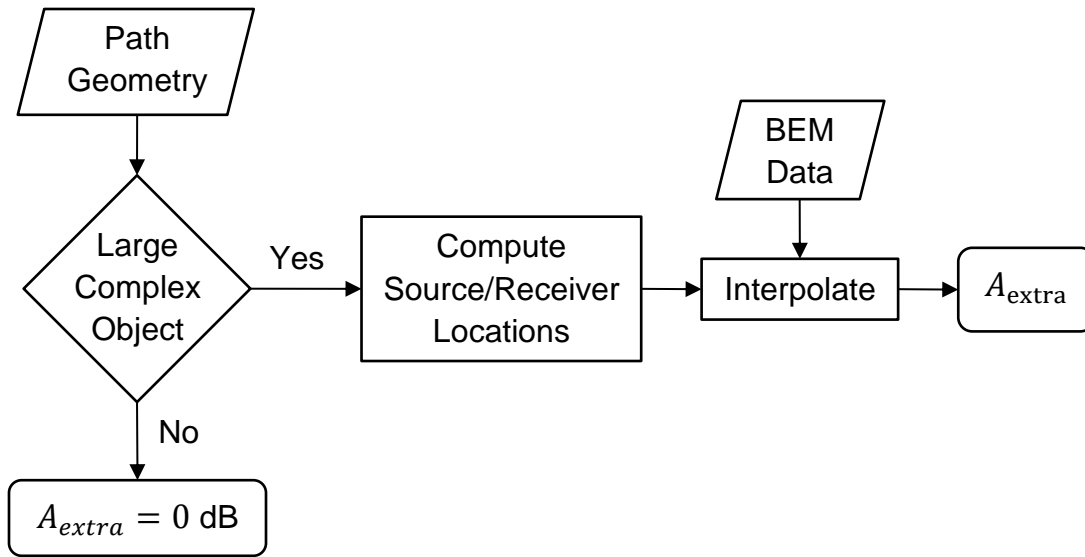 Path
Geometry
Large
Complex
Object
Yes
Compute
Source/Receiver
Locations
BEM
Data
Interpolate
A_extra
No
A_extra = 0 dB